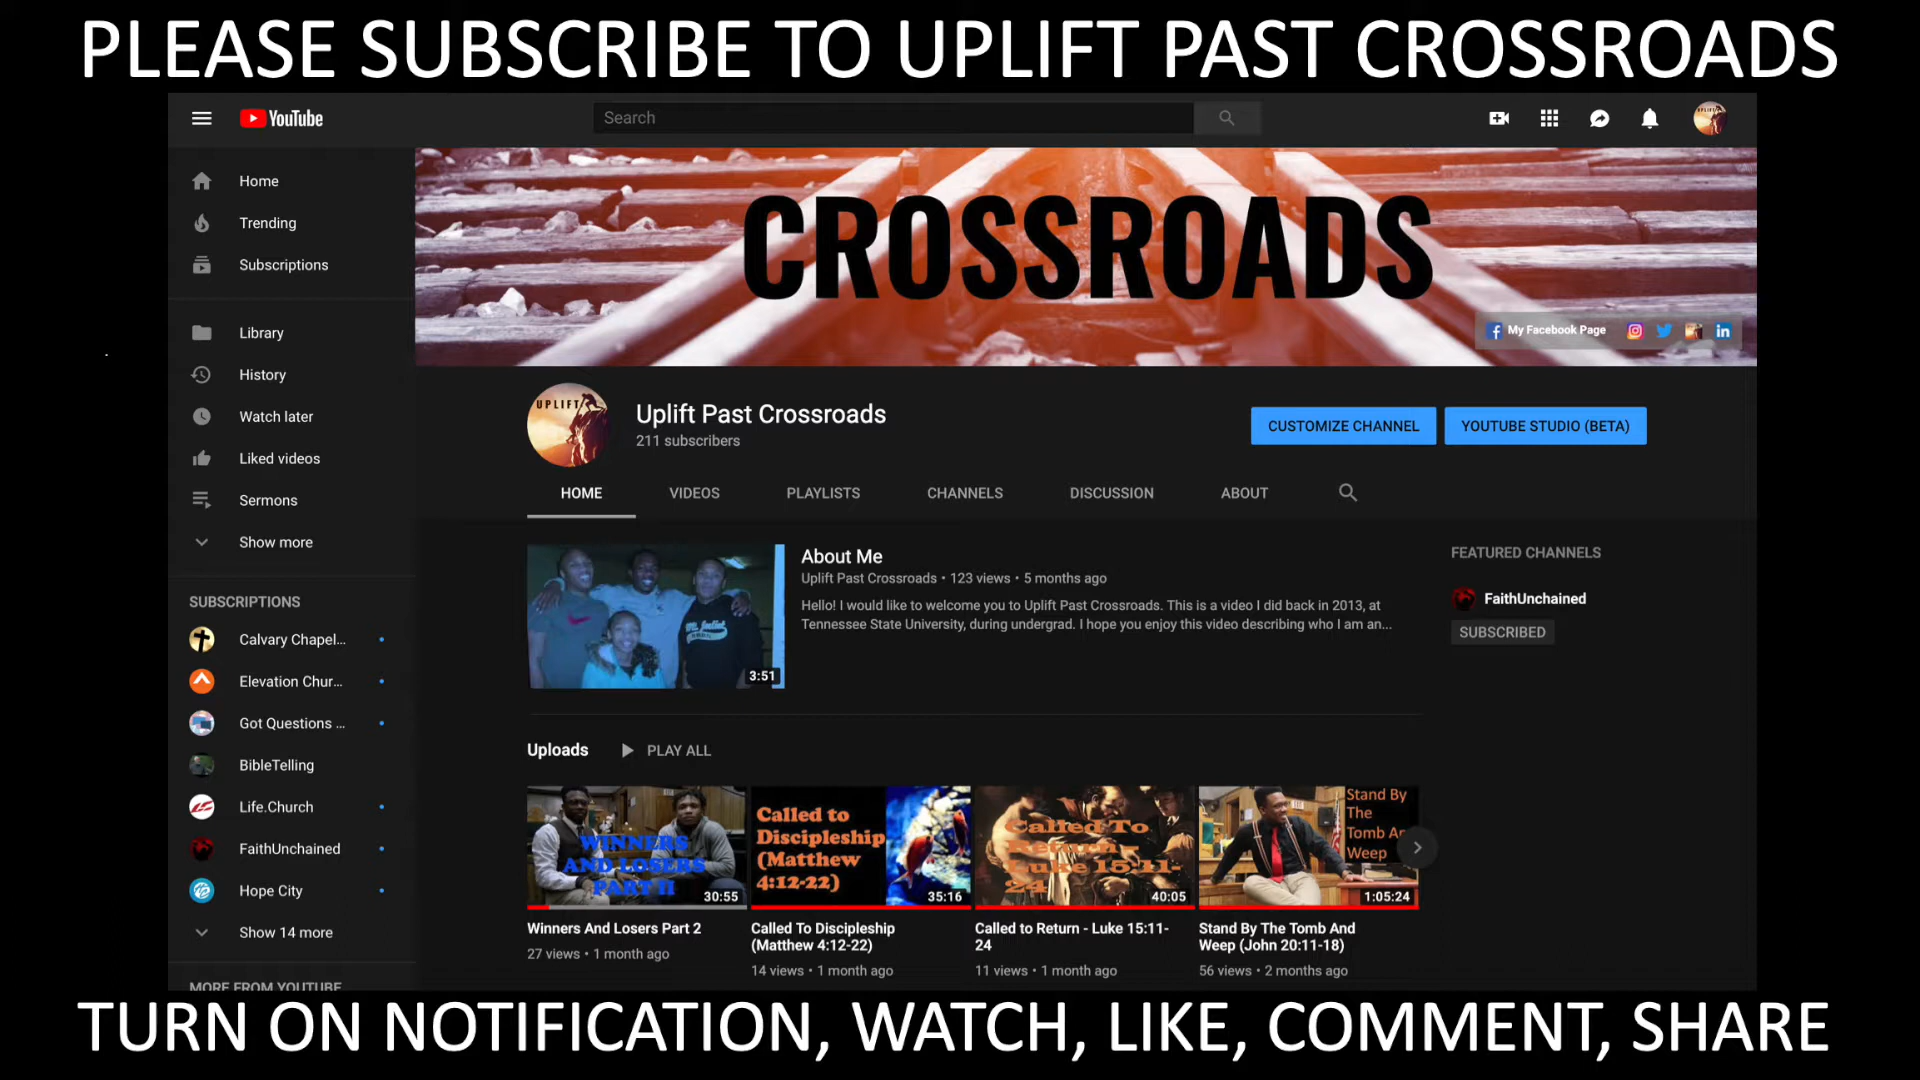 PLEASE SUBSCRIBE TO UPLIFT PAST CROSSROADS
YouTube
Search
UPLIFT
Home
Trending
Subscriptions
Library
History
Watch later
Liked videos
Sermons
Show more
SUBSCRIPTIONS
Calvary Chapel...
Elevation Chur...
Got Questions ...
BibleTelling
Life.Church
FaithUnchained
Hope City
Show 14 more
MORE FROM YOUTUBE
CROSSROADS
My Facebook Page
UPLIFT
Uplift Past Crossroads
211 subscribers
CUSTOMIZE CHANNEL
YOUTUBE STUDIO (BETA)
HOME VIDEOS PLAYLISTS CHANNELS DISCUSSION ABOUT
3:51
About Me
Uplift Past Crossroads • 123 views • 5 months ago
Hello! I would like to welcome you to Uplift Past Crossroads. This is a video I did back in 2013, at
Tennessee State University, during undergrad. I hope you enjoy this video describing who I am an...
FEATURED CHANNELS
FaithUnchained
SUBSCRIBED
Uploads PLAY ALL
WINNERS
AND LOSERS
PART II
30:55
Winners And Losers Part 2
27 views • 1 month ago
Called to
Discipleship
(Matthew
4:12-22)
35:16
Called To Discipleship
(Matthew 4:12-22)
14 views • 1 month ago
Called To
Return -
Luke 15:11-
24
40:05
Called to Return - Luke 15:11-
24
11 views • 1 month ago
Stand By
The
Tomb An
Weep
1:05:24
Stand By The Tomb And
Weep (John 20:11-18)
56 views • 2 months ago
TURN ON NOTIFICATION, WATCH, LIKE, COMMENT, SHARE